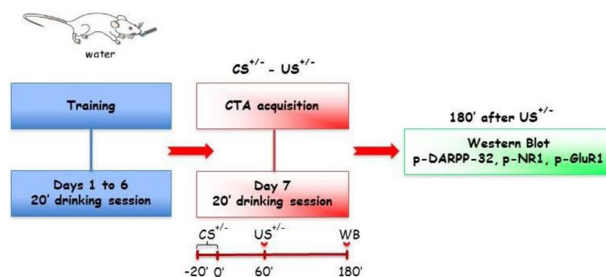 water
Training
Days 1 to 6
20' drinking session
CS+/- - US+/-
CTA acquisition
Day 7
20' drinking session
CS+/- US+/- WB
-20' 0' 60' 180'
180' after US+/-
Western Blot
p-DARPP-32, p-NR1, p-GluR1